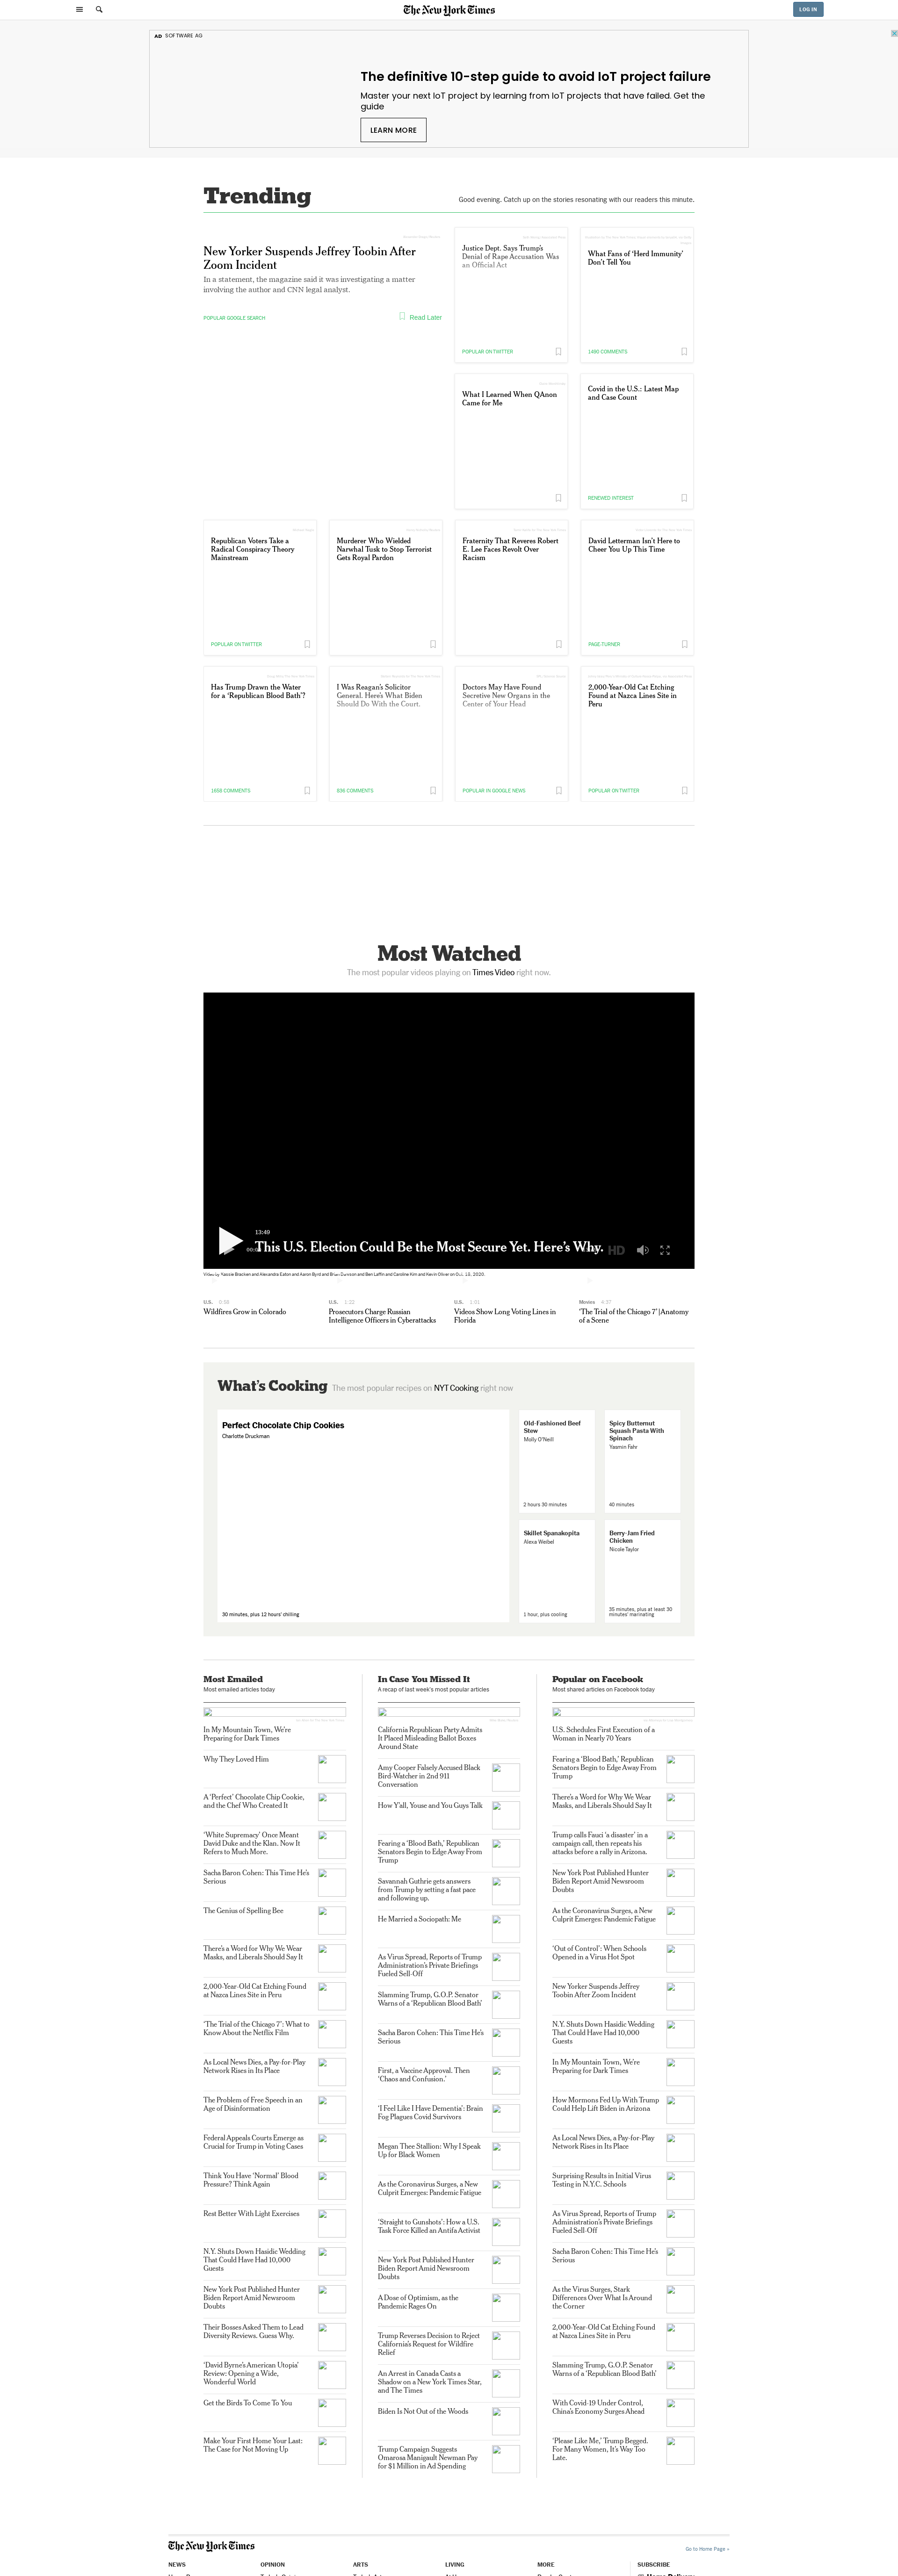 The New York Times
LOG IN
AD SOFTWARE AG
The definitive 10-step guide to avoid IoT project failure
Master your next IoT project by learning from IoT projects that have failed. Get the
guide
LEARN MORE
Trending
Good evening. Catch up on the stories resonating with our readers this minute.
New Yorker Suspends Jeffrey Toobin After
Zoom Incident
In a statement, the magazine said it was investigating a matter
involving the author and CNN legal analyst.
POPULAR GOOGLE SEARCH
Read Later
Justice Dept. Says Trump's
Denial of Rape Accusation Was
an Official Act
POPULAR ON TWITTER
What Fans of ‘Herd Immunity’
Don't Tell You
1490 COMMENTS
What I Learned When QAnon
Came for Me
Covid in the U.S.: Latest Map
and Case Count
RENEWED INTEREST
Republican Voters Take a
Radical Conspiracy Theory
Mainstream
POPULAR ON TWITTER
Murderer Who Wielded
Narwhal Tusk to Stop Terrorist
Gets Royal Pardon
Fraternity That Reveres Robert
E. Lee Faces Revolt Over
Racism
David Letterman Isn't Here to
Cheer You Up This Time
PAGE-TURNER
Has Trump Drawn the Water
for a ‘Republican Blood Bath’?
1658 COMMENTS
I Was Reagan's Solicitor
General. Here's What Biden
Should Do With the Court.
936 COMMENTS
Doctors May Have Found
Secretive New Organs in the
Center of Your Head
POPULAR IN GOOGLE NEWS
2,000-Year-Old Cat Etching
Found at Nazca Lines Site in
Peru
POPULAR ON TWITTER
Most Watched
The most popular videos playing on Times Video right now.
13:49
This U.S. Election Could Be the Most Secure Yet. Here's Why.
HD
Video by Kassie Bracken and Alexandra Eaton and Aaron Byrd and Brian Dawson and Ben Laffin and Caroline Kim and Kevin Oliver on Oct. 18, 2020.
U.S.
Wildfires Grow in Colorado
U.S. 1:22
Prosecutors Charge Russian
Intelligence Officers in Cyberattacks
U.S. 1:01
Videos Show Long Voting Lines in
Florida
Movies 4:37
‘The Trial of the Chicago 7’ | Anatomy
of a Scene
What's Cooking The most popular recipes on NYT Cooking right now
Perfect Chocolate Chip Cookies
Charlotte Druckman
30 minutes, plus 12 hours' chilling
Old-Fashioned Beef
Stew
Molly O'Neill
2 hours 30 minutes
Spicy Butternut
Squash Pasta With
Spinach
Yasmin Fahr
40 minutes
Skillet Spanakopita
Alexa Weibel
1 hour, plus cooling
Berry-Jam Fried
Chicken
Nicole Taylor
35 minutes, plus at least 30
minutes' marinating
Most Emailed
Most emailed articles today
In My Mountain Town, We're
Preparing for Dark Times
Why They Loved Him
A ‘Perfect’ Chocolate Chip Cookie,
and the Chef Who Created It
‘White Supremacy’ Once Meant
David Duke and the Klan. Now It
Refers to Much More.
Sacha Baron Cohen: This Time He's
Serious
The Genius of Spelling Bee
There's a Word for Why We Wear
Masks, and Liberals Should Say It
2,000-Year-Old Cat Etching Found
at Nazca Lines Site in Peru
‘The Trial of the Chicago 7’: What to
Know About the Netflix Film
As Local News Dies, a Pay-for-Play
Network Rises in Its Place
The Problem of Free Speech in an
Age of Disinformation
Federal Appeals Courts Emerge as
Crucial for Trump in Voting Cases
Think You Have ‘Normal’ Blood
Pressure? Think Again
Rest Better With Light Exercises
N.Y. Shuts Down Hasidic Wedding
That Could Have Had 10,000
Guests
New York Post Published Hunter
Biden Report Amid Newsroom
Doubts
Their Bosses Asked Them to Lead
Diversity Reviews. Guess Why.
‘David Byrne's American Utopia’
Review: Opening a Wide,
Wonderful World
Get the Birds To Come To You
Make Your First Home Your Last:
The Case for Not Moving Up
In Case You Missed It
A recap of last week's most popular articles
California Republican Party Admits
It Placed Misleading Ballot Boxes
Around State
Amy Cooper Falsely Accused Black
Bird-Watcher in 2nd 911
Conversation
How Y'all, Youse and You Guys Talk
Fearing a ‘Blood Bath,’ Republican
Senators Begin to Edge Away From
Trump
Savannah Guthrie gets answers
from Trump by setting a fast pace
and following up.
He Married a Sociopath: Me
As Virus Spread, Reports of Trump
Administration's Private Briefings
Fueled Sell-Off
Slamming Trump, G.O.P. Senator
Warns of a ‘Republican Blood Bath’
Sacha Baron Cohen: This Time He's
Serious
First, a Vaccine Approval. Then
‘Chaos and Confusion.’
‘I Feel Like I Have Dementia’: Brain
Fog Plagues Covid Survivors
Megan Thee Stallion: Why I Speak
Up for Black Women
As the Coronavirus Surges, a New
Culprit Emerges: Pandemic Fatigue
‘Straight to Gunshots’: How a U.S.
Task Force Killed an Antifa Activist
New York Post Published Hunter
Biden Report Amid Newsroom
Doubts
A Dose of Optimism, as the
Pandemic Rages On
Trump Reverses Decision to Reject
California's Request for Wildfire
Relief
An Arrest in Canada Casts a
Shadow on a New York Times Star,
and The Times
Biden Is Not Out of the Woods
Trump Campaign Suggests
Omarosa Manigault Newman Pay
for $1 Million in Ad Spending
Popular on Facebook
Most shared articles on Facebook today
U.S. Schedules First Execution of a
Woman in Nearly 70 Years
Fearing a ‘Blood Bath,’ Republican
Senators Begin to Edge Away From
Trump
There's a Word for Why We Wear
Masks, and Liberals Should Say It
Trump calls Fauci ‘a disaster’ in a
campaign call, then repeats his
attacks before a rally in Arizona.
New York Post Published Hunter
Biden Report Amid Newsroom
Doubts
As the Coronavirus Surges, a New
Culprit Emerges: Pandemic Fatigue
‘Out of Control’: When Schools
Opened in a Virus Hot Spot
New Yorker Suspends Jeffrey
Toobin After Zoom Incident
N.Y. Shuts Down Hasidic Wedding
That Could Have Had 10,000
Guests
In My Mountain Town, We're
Preparing for Dark Times
How Mormons Fed Up With Trump
Could Help Lift Biden in Arizona
As Local News Dies, a Pay-for-Play
Network Rises in Its Place
Surprising Results in Initial Virus
Testing in N.Y.C. Schools
As Virus Spread, Reports of Trump
Administration's Private Briefings
Fueled Sell-Off
Sacha Baron Cohen: This Time He's
Serious
As the Virus Surges, Stark
Differences Over What Is Around
the Corner
2,000-Year-Old Cat Etching Found
at Nazca Lines Site in Peru
Slamming Trump, G.O.P. Senator
Warns of a ‘Republican Blood Bath’
With Covid-19 Under Control,
China's Economy Surges Ahead
‘Please Like Me,’ Trump Begged.
For Many Women, It's Way Too
Late.
The New York Times
Go to Home Page »
NEWS
OPINION
ARTS
LIVING
MORE
SUBSCRIBE